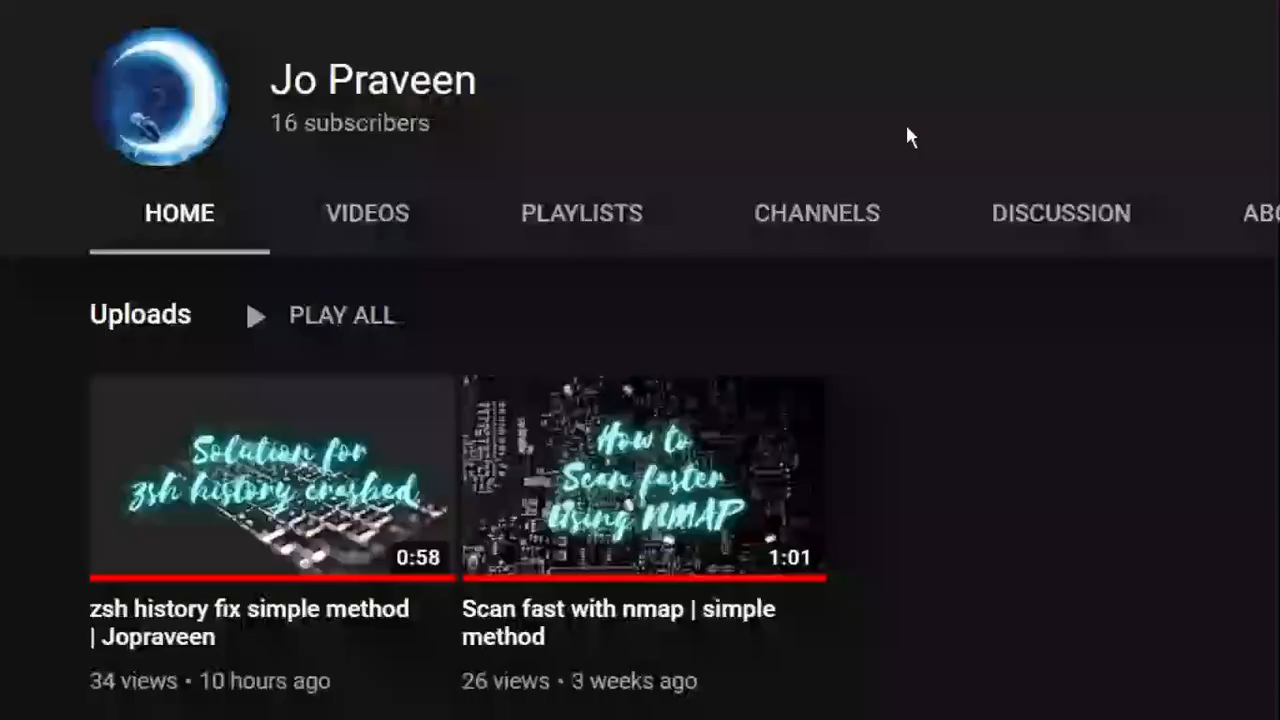 Jo Praveen
16 subscribers
HOME VIDEOS PLAYLISTS CHANNELS DISCUSSION
Uploads PLAY ALL
Solution for
zsh history crashed
0:58
How to
Scan faster
Using NMAP
1:01
zsh history fix simple method
| Jopraveen
34 views • 10 hours ago
Scan fast with nmap | simple
method
26 views • 3 weeks ago